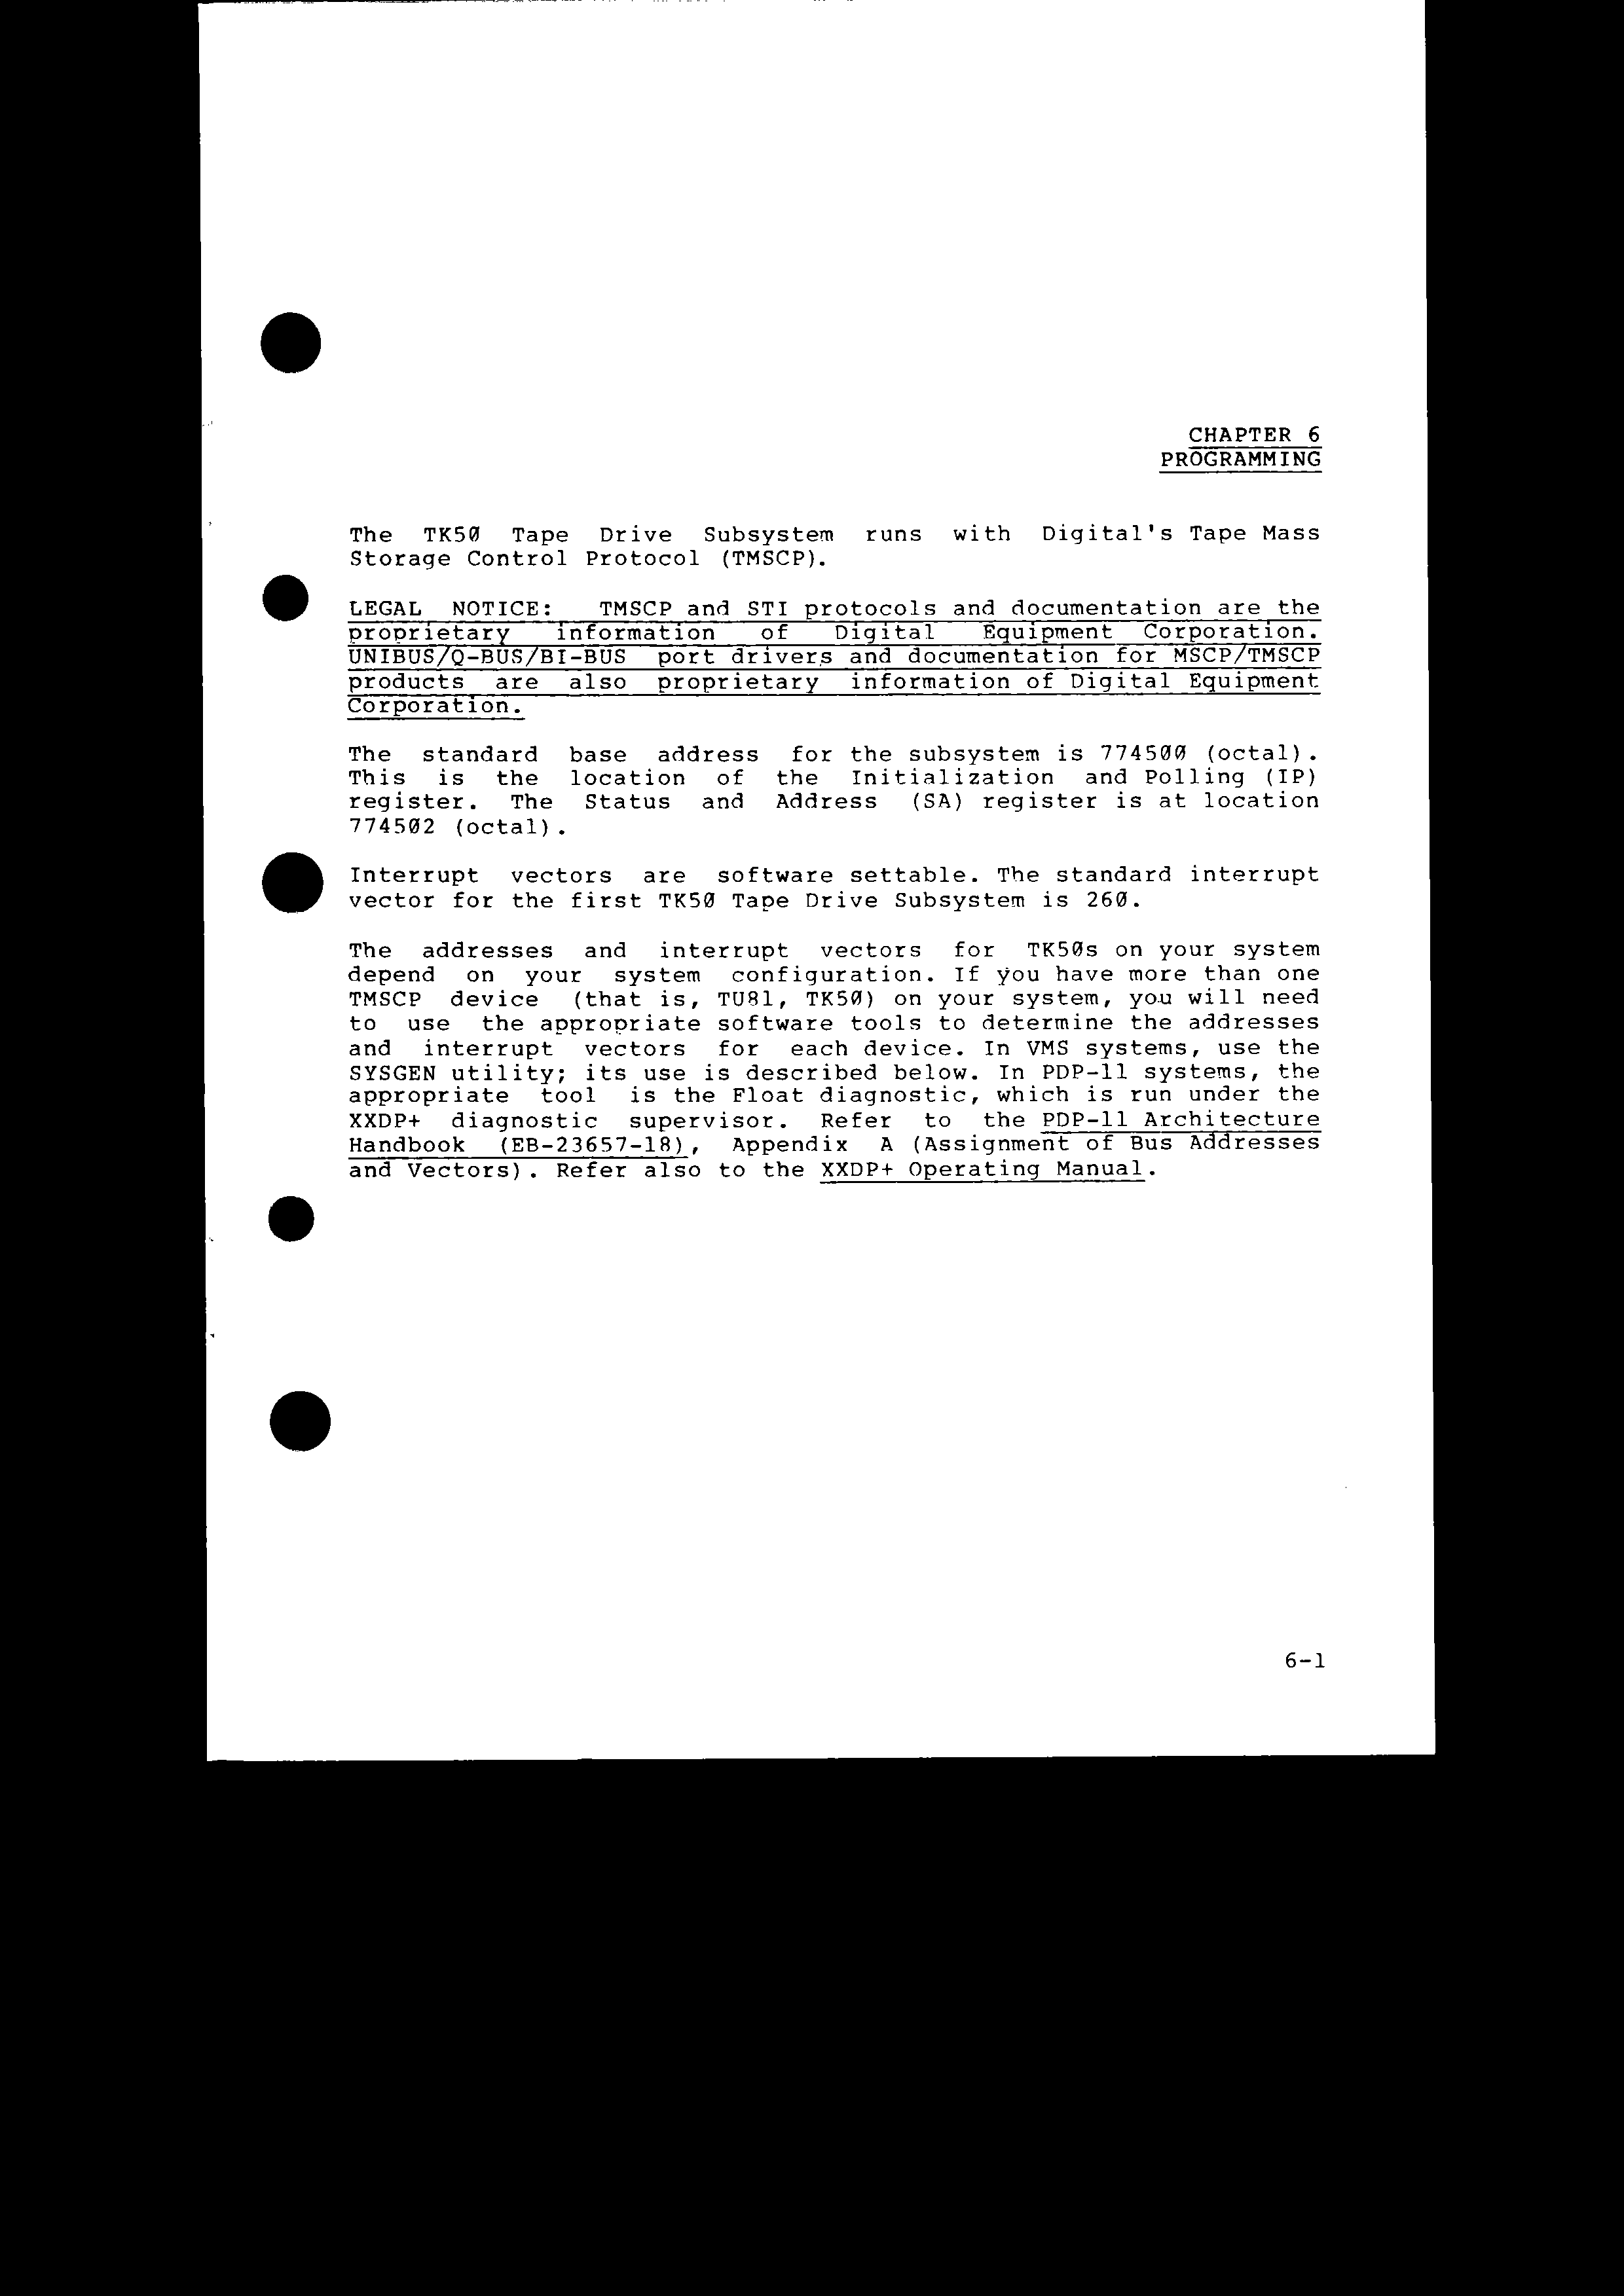 CHAPTER 6
PROGRAMMING
The TK50 Tape Drive Subsystem runs with Digital's Tape Mass
Storage Control Protocol (TMSCP).
LEGAL NOTICE: TMSCP and STI protocols and documentation are the
proprietary information of Digital Equipment Corporation.
UNIBUS/Q-BUS/BI-BUS port drivers and documentation for MSCP/TMSCP
products are also proprietary information of Digital Equipment
Corporation.
The standard base address for the subsystem is 774500 (octal).
This is the location of the Initialization and Polling (IP)
register. The Status and Address (SA) register is at location
774502 (octal).
Interrupt vectors are software settable. The standard interrupt
vector for the first TK50 Tape Drive Subsystem is 260.
The addresses and interrupt vectors for TK50s on your system
depend on your system configuration. If you have more than one
TMSCP device (that is, TU81, TK50) on your system, you will need
to use the appropriate software tools to determine the addresses
and interrupt vectors for each device. In VMS systems, use the
SYSGEN utility; its use is described below. In PDP-11 systems, the
appropriate tool is the Float diagnostic, which is run under the
XXDP+ diagnostic supervisor. Refer to the PDP-11 Architecture
Handbook (EB-23657-18), Appendix A (Assignment of Bus Addresses
and Vectors). Refer also to the XXDP+ Operating Manual.
6-1